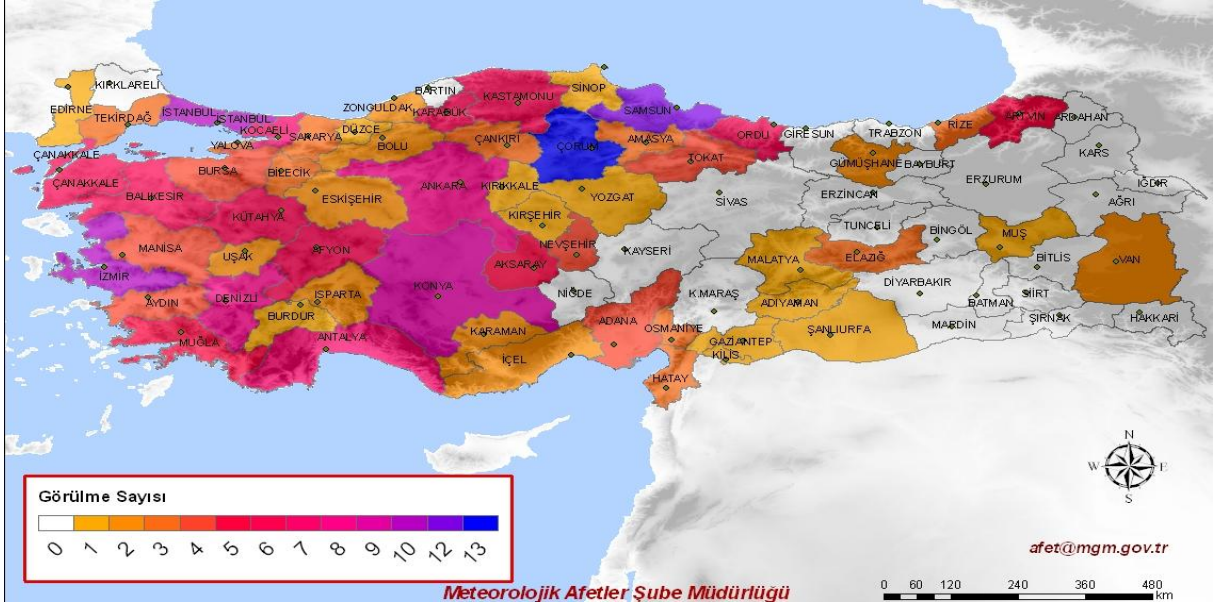 KIRKLARELİ
EDİRNE
TEKİRDAĞ
İSTANBUL
İSTANBUL
KOCAELİ
YALOVA
SAKARYA
DÜZCE
ZONGULDAK
BARTIN
KARABÜK
KASTAMONU
SİNOP
SAMSUN
BOLU
ÇANKIRI
ÇORUM
AMASYA
ORDU
GİRESUN
TRABZON
RİZE
ARTVİN
ARDAHAN
ÇANAKKALE
ÇANAKKALE
BALIKESİR
BURSA
BİLECİK
ESKİŞEHİR
ANKARA
KIRIKKALE
YOZGAT
TOKAT
SİVAS
GÜMÜŞHANE
BAYBURT
ERZİNCAN
ERZURUM
KARS
IĞDIR
AĞRI
KÜTAHYA
KIRŞEHİR
MANİSA
UŞAK
AFYON
NEVŞEHİR
AKSARAY
KAYSERİ
TUNCELİ
BİNGÖL
MUŞ
ELAZIĞ
MALATYA
BİTLİS
VAN
İZMİR
AYDIN
DENİZLİ
ISPARTA
BURDUR
KONYA
NİĞDE
K.MARAŞ
ADIYAMAN
DİYARBAKIR
BATMAN
SİİRT
ŞIRNAK
HAKKARİ
MARDİN
MUĞLA
ANTALYA
KARAMAN
İÇEL
ADANA
OSMANİYE
GAZİANTEP
KİLİS
ŞANLIURFA
HATAY
N
W E
S
Görülme Sayısı
0 1 2 3 4 5 6 7 8 9 10 12 13
afet@mgm.gov.tr
Meteorolojik Afetler Şube Müdürlüğü
0 60 120 240 360 480
km